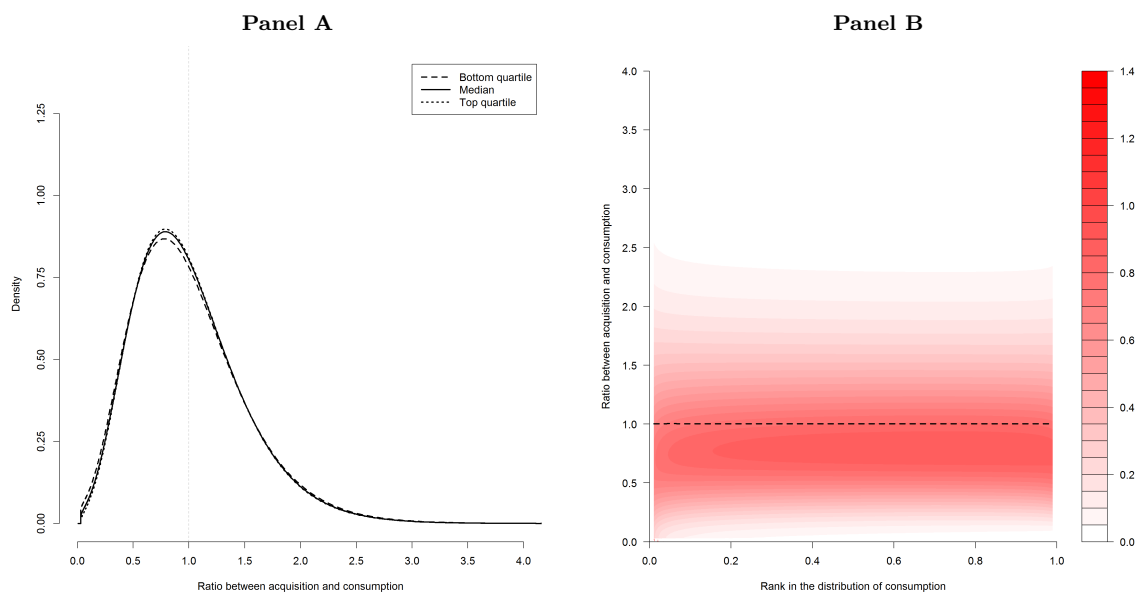 Panel A
Bottom quartile
Median
Top quartile
Density
0.00
0.25
0.50
0.75
1.00
1.25
0.0 0.5 1.0 1.5 2.0 2.5 3.0 3.5 4.0
Ratio between acquisition and consumption
Panel B
Ratio between acquisition and consumption
4.0
3.5
3.0
2.5
2.0
1.5
1.0
0.5
0.0
0.2 0.4 0.6 0.8 1.0
Rank in the distribution of consumption
1.4
1.2
1.0
0.8
0.6
0.4
0.2
0.0